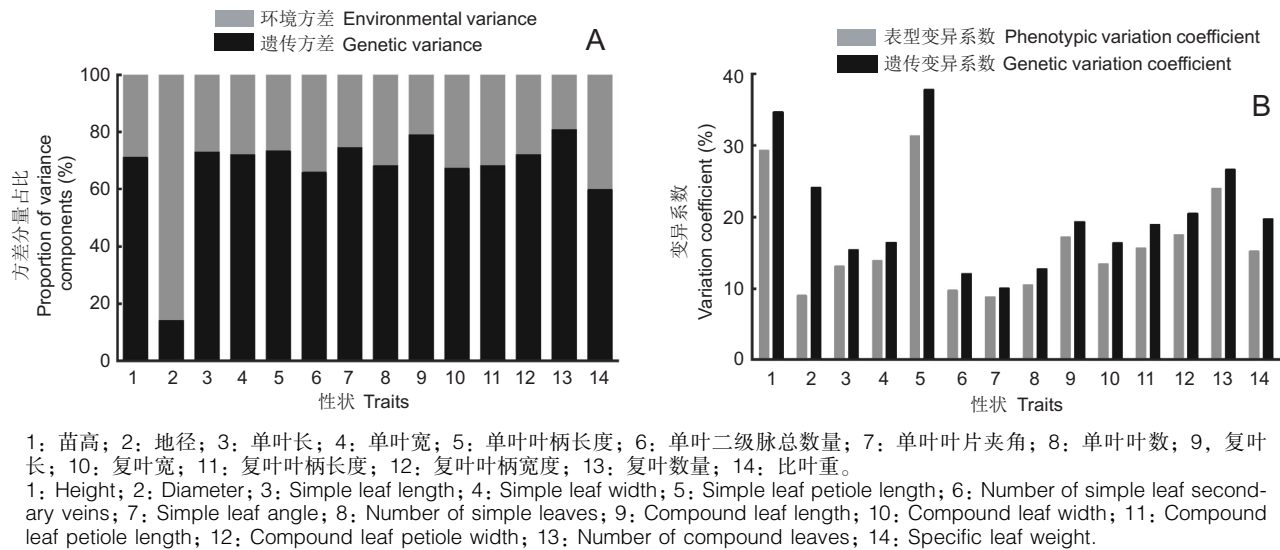 环境方差 Environmental variance
遗传方差 Genetic variance
A
方差分量占比
Proportion of variance
components (%)
100
80
60
40
20
0
1 2 3 4 5 6 7 8 9 10 11 12 13 14
性状 Traits
表型变异系数 Phenotypic variation coefficient
遗传变异系数 Genetic variation coefficient
B
变异系数
Variation coefficient (%)
40
30
20
10
0
1 2 3 4 5 6 7 8 9 10 11 12 13 14
性状 Traits
1: 苗高; 2: 地径; 3: 单叶长; 4: 单叶宽; 5: 单叶叶柄长度; 6: 单叶二级脉总数量; 7: 单叶叶片夹角; 8: 单叶叶数; 9, 复叶
长; 10: 复叶宽; 11: 复叶叶柄长度; 12: 复叶叶柄宽度; 13: 复叶数量; 14: 比叶重。
1: Height; 2: Diameter; 3: Simple leaf length; 4: Simple leaf width; 5: Simple leaf petiole length; 6: Number of simple leaf second-
ary veins; 7: Simple leaf angle; 8: Number of simple leaves; 9: Compound leaf length; 10: Compound leaf width; 11: Compound
leaf petiole length; 12: Compound leaf petiole width; 13: Number of compound leaves; 14: Specific leaf weight.